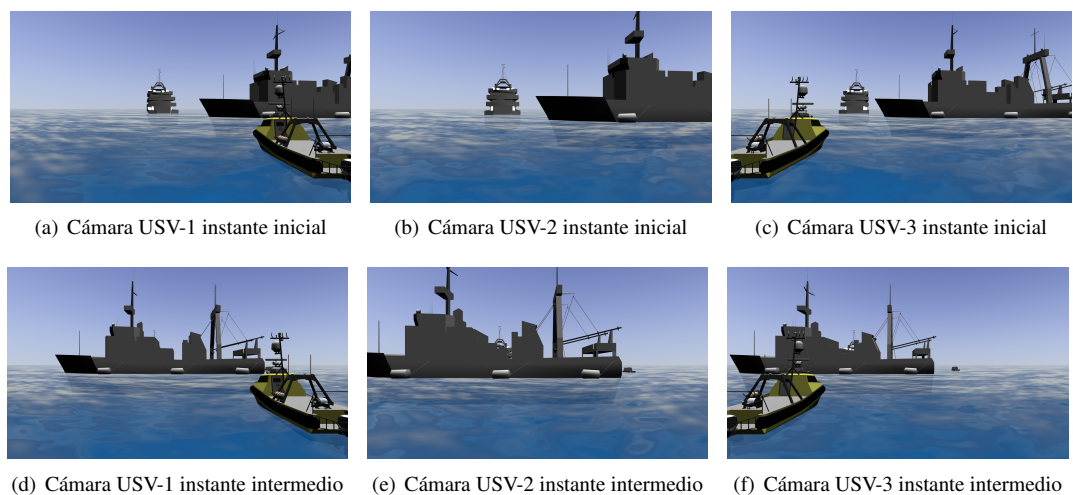 (a) Cámara USV-1 instante inicial
(b) Cámara USV-2 instante inicial
(c) Cámara USV-3 instante inicial
(d) Cámara USV-1 instante intermedio
(e) Cámara USV-2 instante intermedio
(f) Cámara USV-3 instante intermedio